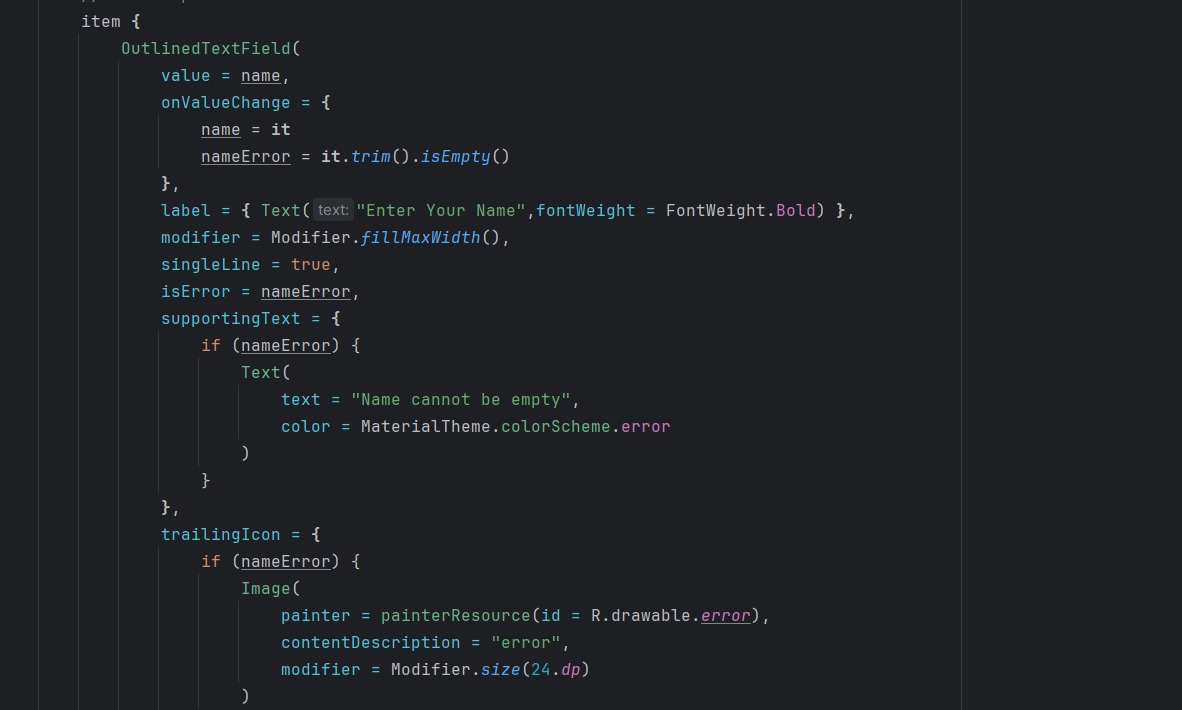 item {
OutlinedTextField(
value = name,
onValueChange = {
name = it
nameError = it.trim().isEmpty()
},
label = { Text( text: "Enter Your Name",fontWeight = FontWeight.Bold) },
modifier = Modifier.fillMaxWidth(),
singleLine = true,
isError = nameError,
supportingText = {
if (nameError) {
Text(
text = "Name cannot be empty",
color = MaterialTheme.colorScheme.error
)
}
},
trailingIcon = {
if (nameError) {
Image(
painter = painterResource(id = R.drawable.error),
contentDescription = "error",
modifier = Modifier.size(24.dp)
)